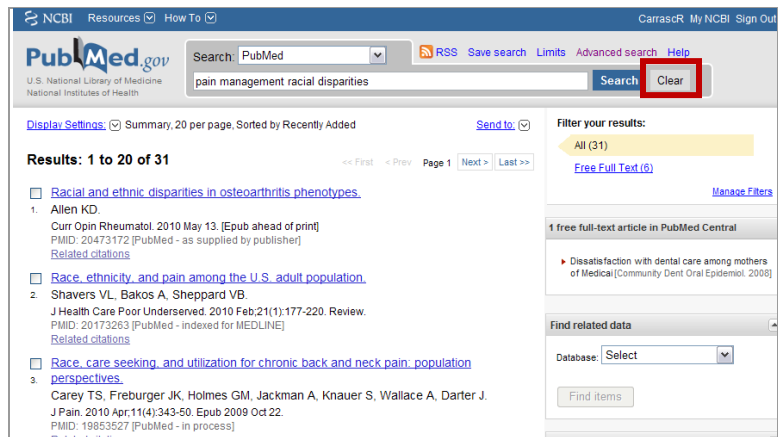 NCBI Resources How To CarrascR My NCBI Sign Out
PubMed.gov
U.S. National Library of Medicine
National Institutes of Health
Search: PubMed
RSS Save search Limits Advanced search Help
pain management racial disparities Search Clear
Display Settings: Summary, 20 per page, Sorted by Recently Added Send to:
Results: 1 to 20 of 31 << First < Prev Page 1 Next > Last >>
Racial and ethnic disparities in osteoarthritis phenotypes.
1. Allen KD.
Curr Opin Rheumatol. 2010 May 13. [Epub ahead of print]
PMID: 20473172 [PubMed - as supplied by publisher]
Related citations
Race, ethnicity, and pain among the U.S. adult population.
2. Shavers VL, Bakos A, Sheppard VB.
J Health Care Poor Underserved. 2010 Feb;21(1):177-220. Review.
PMID: 20173263 [PubMed - indexed for MEDLINE]
Related citations
Race, care seeking, and utilization for chronic back and neck pain: population
3. perspectives.
Carey TS, Freburger JK, Holmes GM, Jackman A, Knauer S, Wallace A, Darter J.
J Pain. 2010 Apr;11(4):343-50. Epub 2009 Oct 22.
PMID: 19853527 [PubMed - in process]
Filter your results:
All (31)
Free Full Text (6)
Manage Filters
1 free full-text article in PubMed Central
Dissatisfaction with dental care among mothers
of Medicai [Community Dent Oral Epidemiol. 2008]
Find related data
Database: Select
Find items